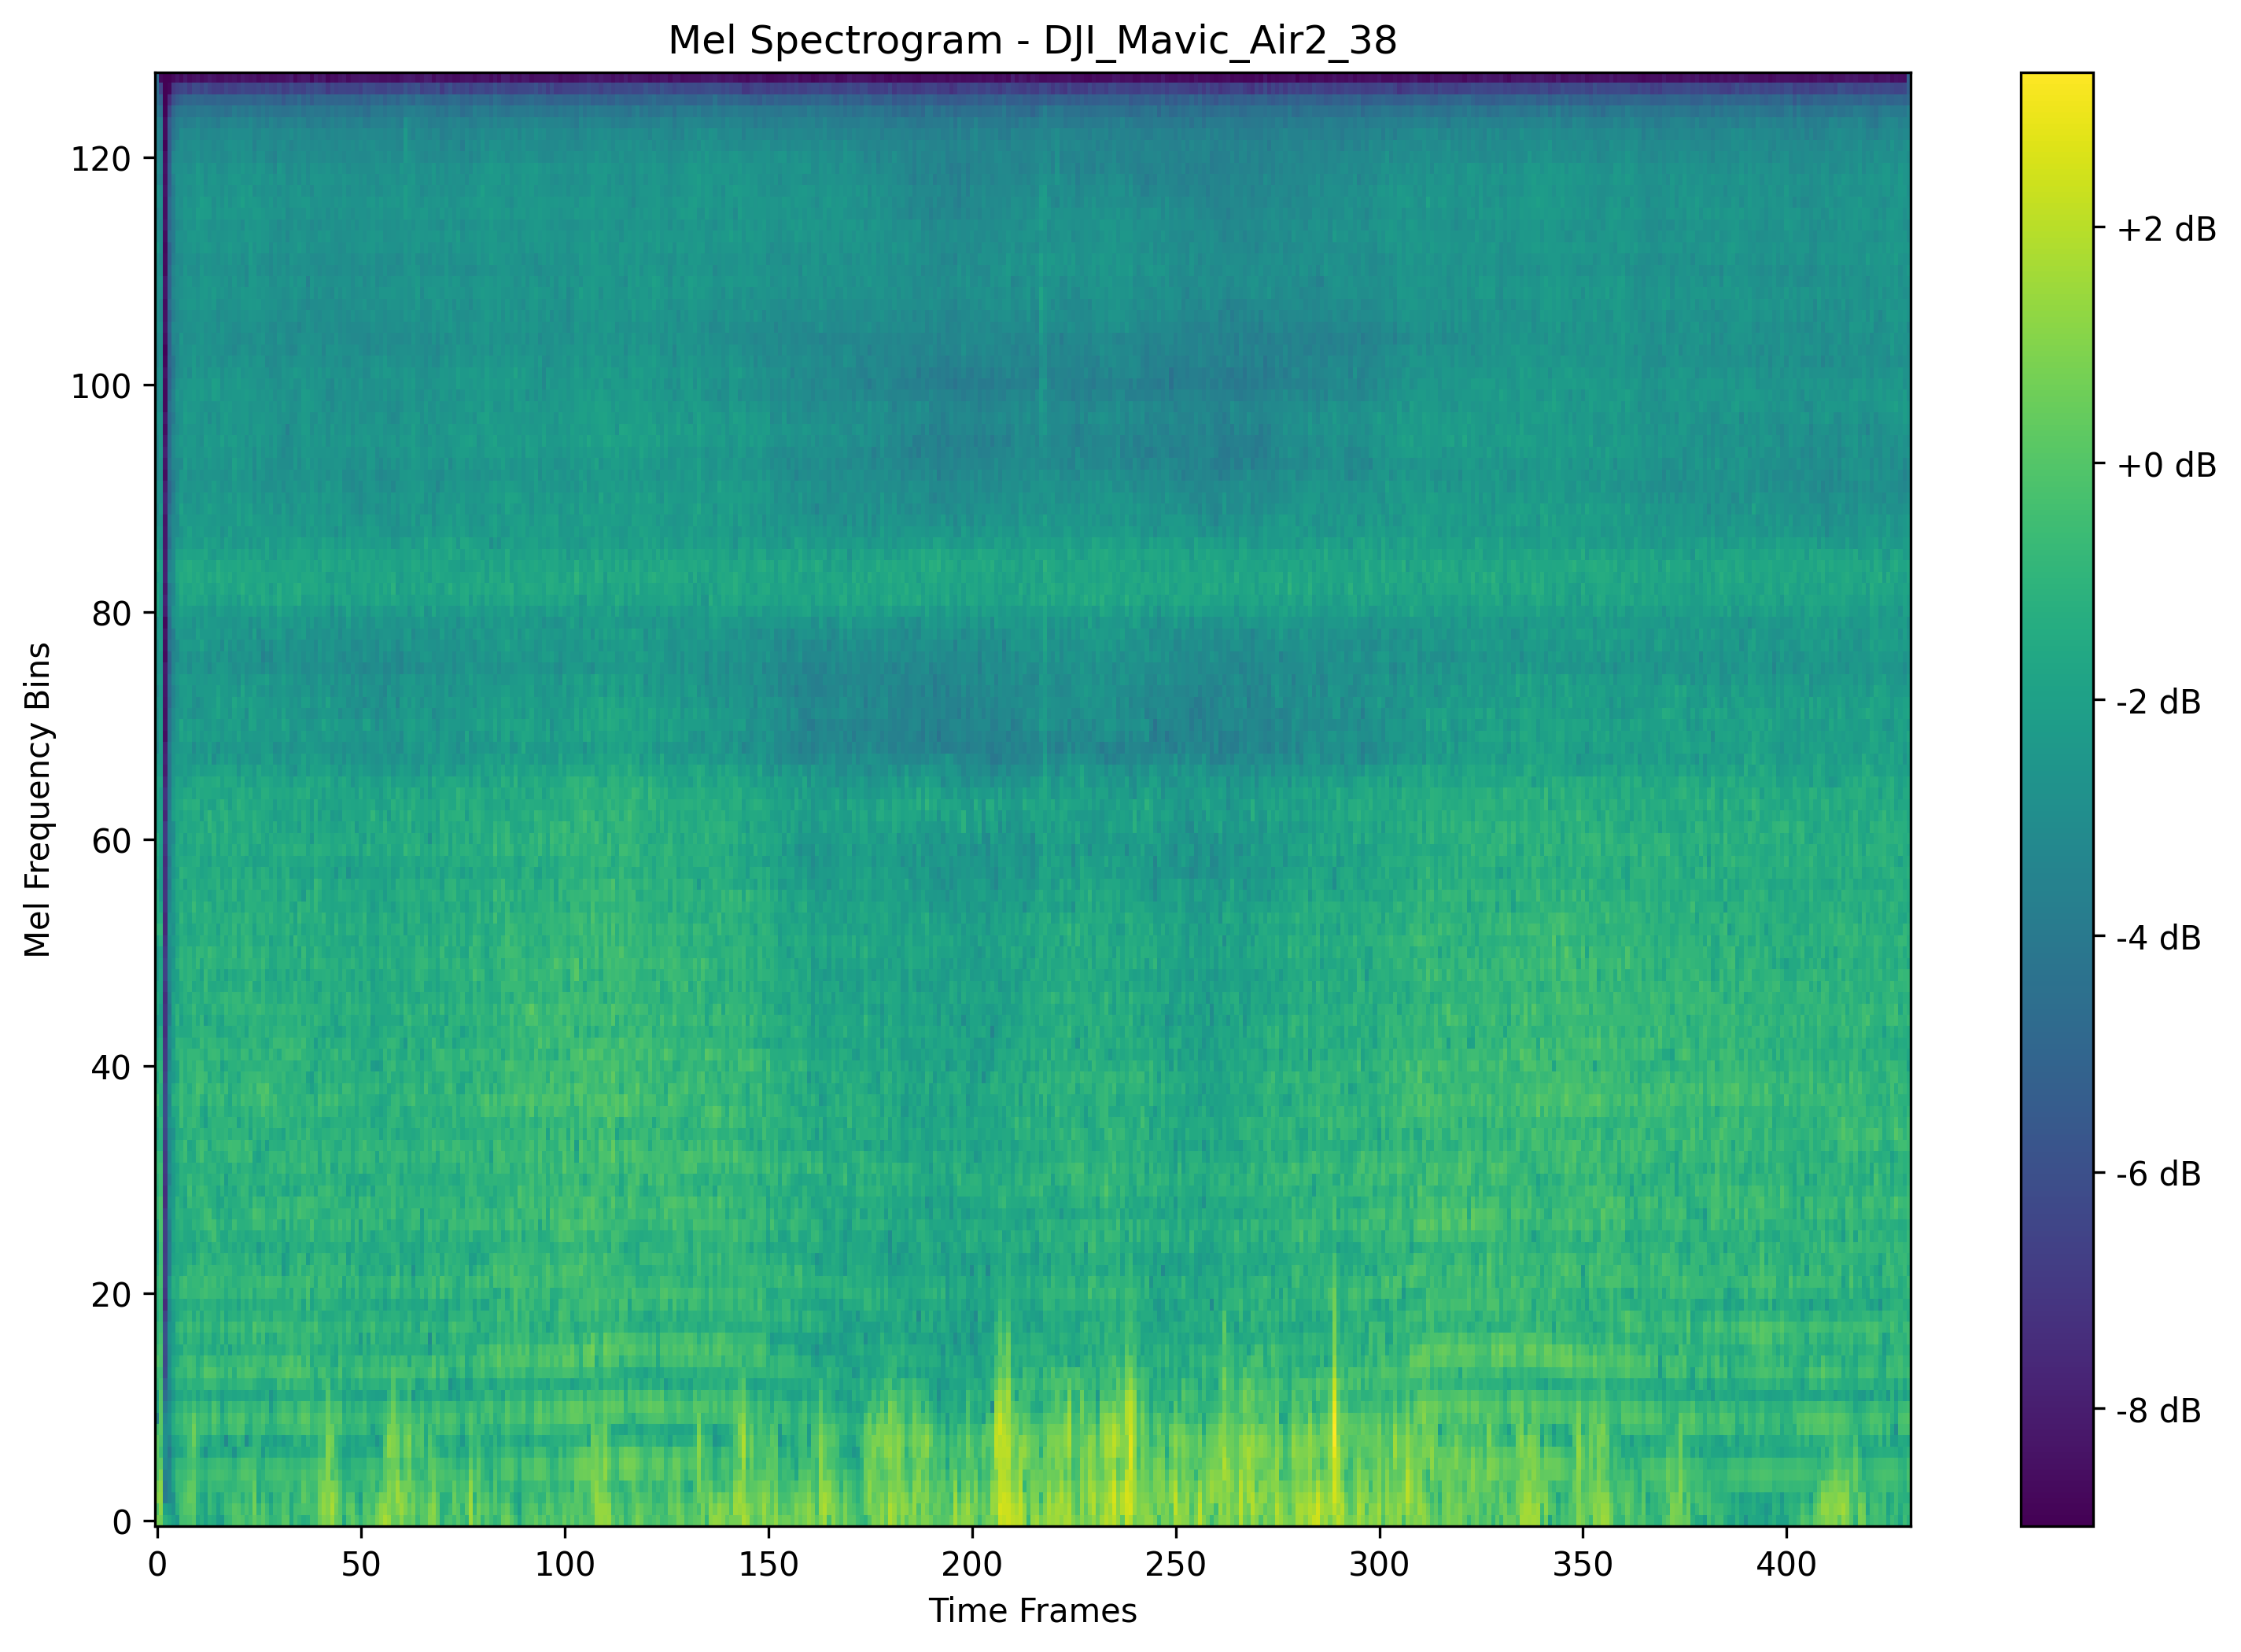 Mel Spectrogram - DJI_Mavic_Air2_38
Mel Frequency Bins
120
100
80
60
40
20
0
0 50 100 150 200 250 300 350 400
Time Frames
+2 dB
+0 dB
-2 dB
-4 dB
-6 dB
-8 dB